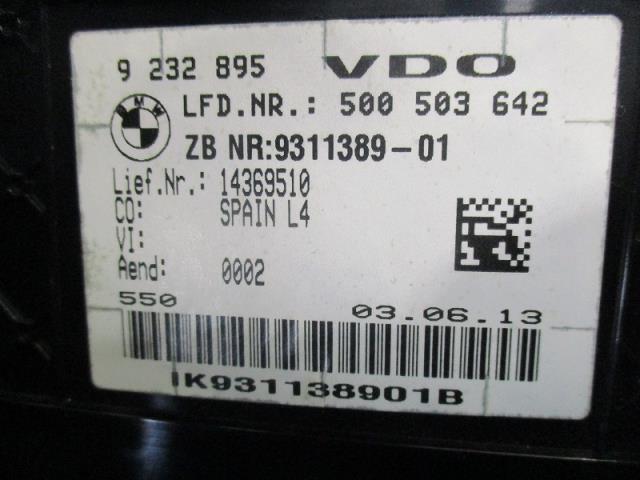 9 232 895 VDO
BMW
LFD.NR.: 500 503 642
ZB NR:9311389-01
Lief.Nr.: 14369510
CO: SPAIN L4
VI:
Aend: 0002
550 03.06.13
IK931138901B